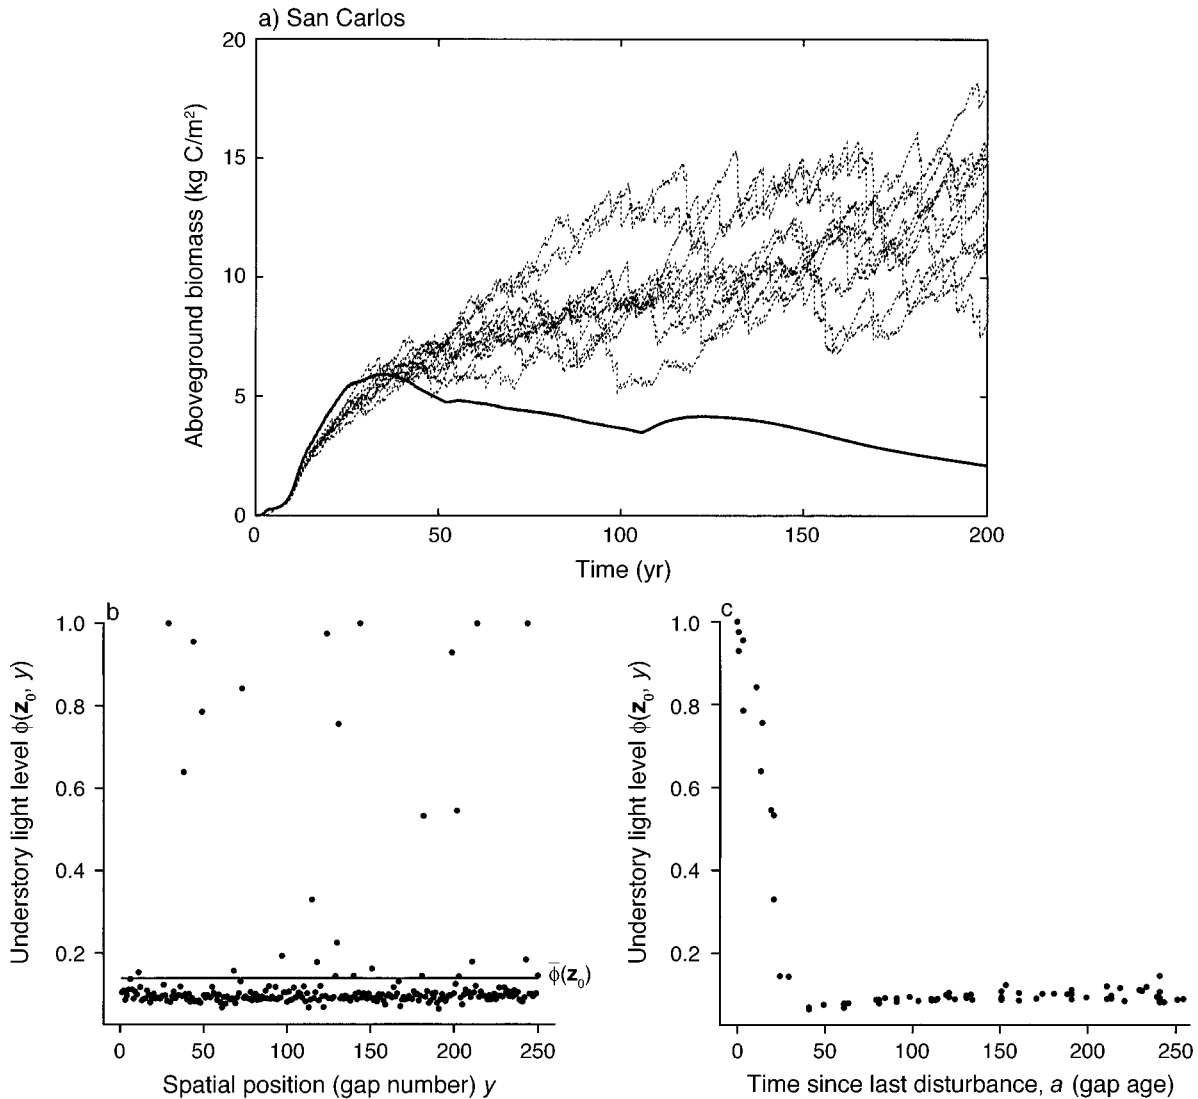 a) San Carlos
20
15
10
5
0
Aboveground biomass (kg C/m²)
0 50 100 150 200
Time (yr)
b
1.0
0.8
0.6
0.4
0.2
Understory light level ϕ(z₀, y)
ϕ̅(z₀)
0 50 100 150 200 250
Spatial position (gap number) y
c
1.0
0.8
0.6
0.4
0.2
Understory light level ϕ(z₀, y)
0 50 100 150 200 250
Time since last disturbance, a (gap age)